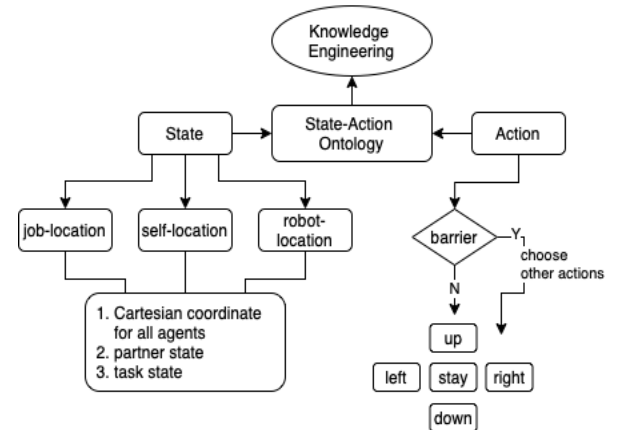 Knowledge
Engineering
State
State-Action
Ontology
Action
job-location
self-location
robot-
location
barrier
Y
choose
other actions
N
1. Cartesian coordinate
for all agents
2. partner state
3. task state
up
left
stay
right
down